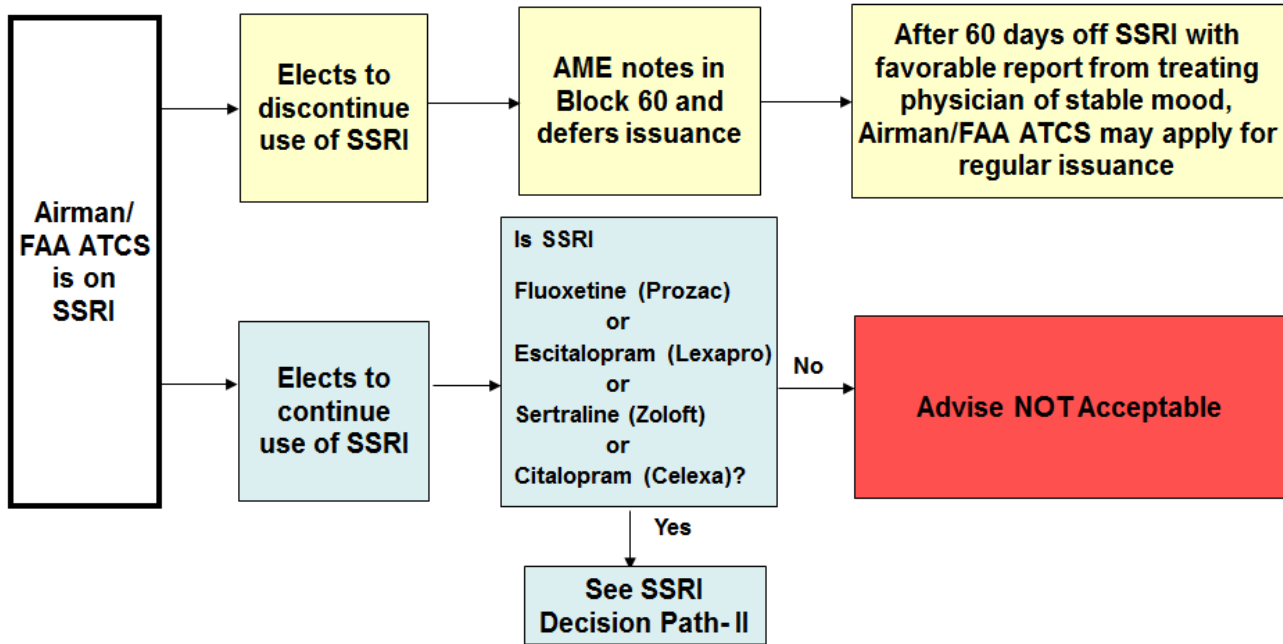 Airman/
FAA ATCS
is on
SSRI
Elects to
discontinue
use of SSRI
AME notes in
Block 60 and
defers issuance
After 60 days off SSRI with
favorable report from treating
physician of stable mood,
Airman/FAA ATCS may apply for
regular issuance
Elects to
continue
use of SSRI
Is SSRI
Fluoxetine (Prozac)
or
Escitalopram (Lexapro)
or
Sertraline (Zoloft)
or
Citalopram (Celexa)?
No
Advise NOT Acceptable
Yes
See SSRI
Decision Path- II